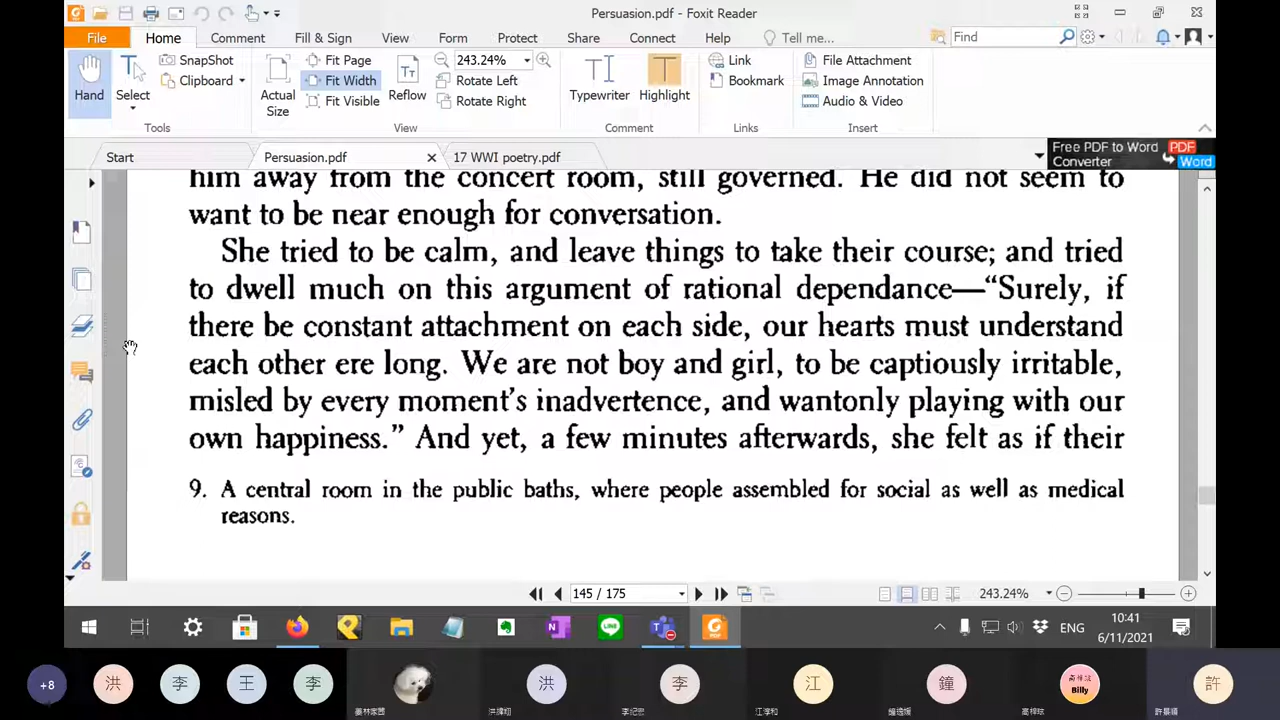 Persuasion.pdf - Foxit Reader
File Home Comment Fill & Sign View Form Protect Share Connect Help Tell me... Find
SnapShot Fit Page 243.24% Rotate Left Link File Attachment
Clipboard Fit Width Rotate Right Bookmark Image Annotation
Hand Select Actual Size Fit Visible Reflow Typewriter Highlight Audio & Video
Tools View Comment Links Insert
Start Persuasion.pdf 17 WWI poetry.pdf
Free PDF to Word PDF
Converter Word
him away from the concert room, still governed. He did not seem to
want to be near enough for conversation.
She tried to be calm, and leave things to take their course; and tried
to dwell much on this argument of rational dependance—“Surely, if
there be constant attachment on each side, our hearts must understand
each other ere long. We are not boy and girl, to be captiously irritable,
misled by every moment’s inadvertence, and wantonly playing with our
own happiness.” And yet, a few minutes afterwards, she felt as if their
9. A central room in the public baths, where people assembled for social as well as medical
reasons.
145 / 175 243.24%
ENG 10:41
6/11/2021
+8 洪 李 王 李 洪 李 江 鐘 Billy 許